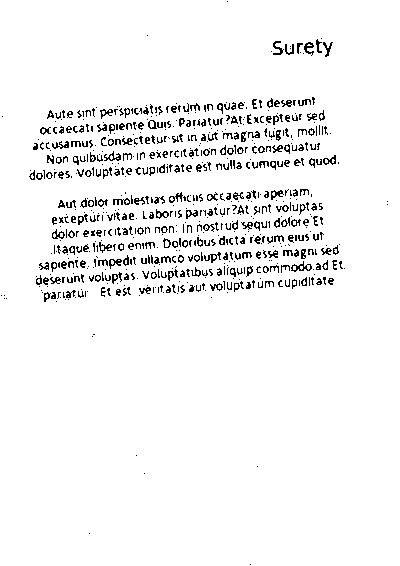 Surety
Aute sint perspiciatis rerum in quae. Et deserunt
occaecati sapiente Quis. Pariatur?At Excepteur sed
accusamus. Consectetur sit in aut magna fugit, mollit.
Non quibusdam in exercitation dolor consequatur
dolores. Voluptate cupiditate est nulla cumque et quod.
Aut dolor molestias officiis occaecati aperiam,
excepturi vitae. Laboris pariatur?At sint voluptas
dolor exercitation non. In nostrud sequi dolore Et
itaque libero enim. Doloribus dicta rerum eius ut
sapiente, impedit ullamco voluptatum esse magni sed
deserunt voluptas. Voluptatibus aliquip commodo ad Et
pariatur Et est veritatis aut voluptatum cupiditate